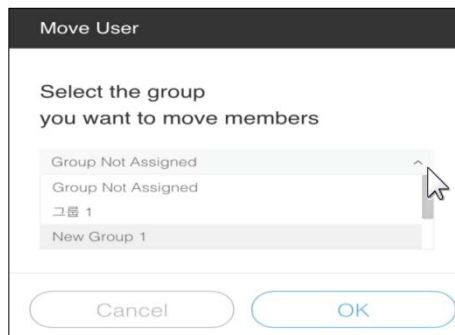 Move User
Select the group
you want to move members
Group Not Assigned
Group Not Assigned
그룹 1
New Group 1
Cancel
OK